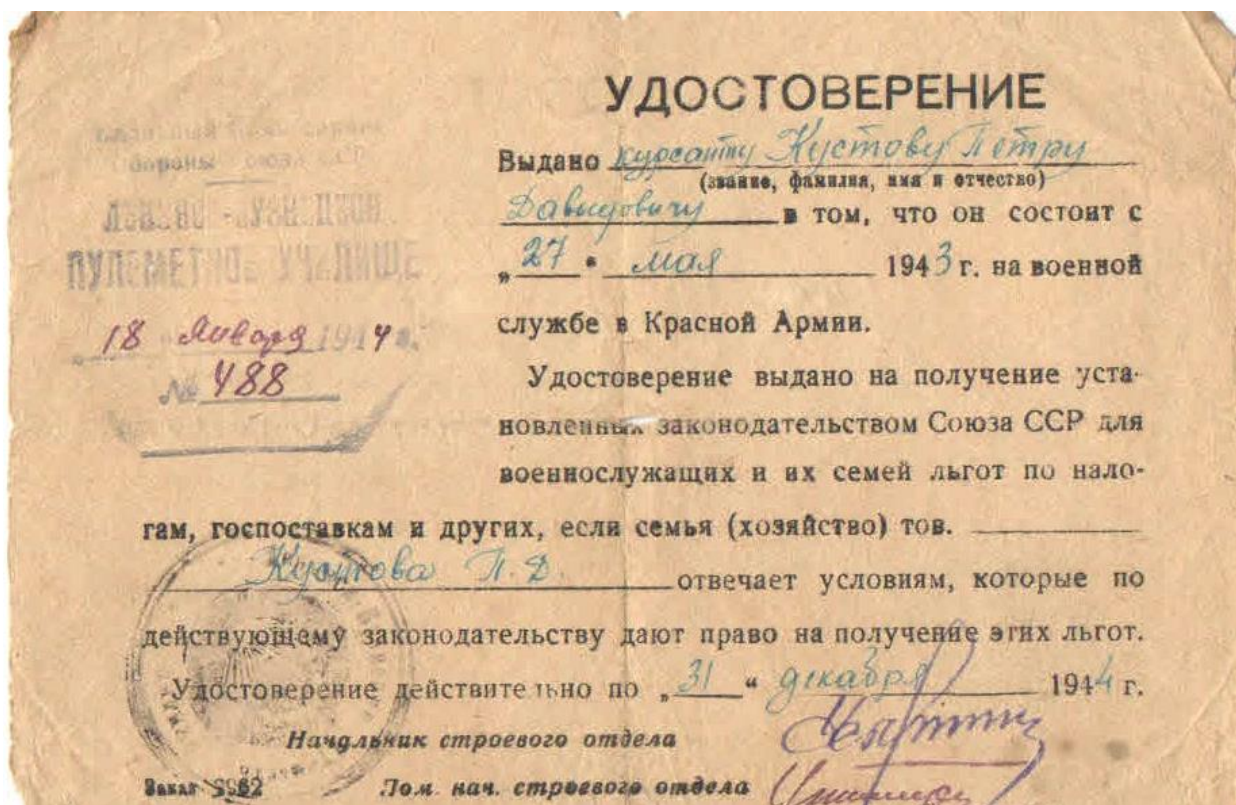 УДОСТОВЕРЕНИЕ
Выдано курсанту Кустову Петру
(звание, фамилия, имя и отчество)
Давидовичу в том, что он состоит с
„27" мая 1943 г. на военной
службе в Красной Армии.
ПУЛЕМЕТНОЕ УЧИЛИЩЕ
18 января 1944 г.
№ 488
Удостоверение выдано на получение уста-
новленных законодательством Союза ССР для
военнослужащих и их семей льгот по нало-
гам, госпоставкам и других, если семья (хозяйство) тов.
Кустова П. Д. отвечает условиям, которые по
действующему законодательству дают право на получение этих льгот.
Удостоверение действительно по „31" декабря 1944 г.
Начальник строевого отдела
Заказ Пом. нач. строевого отдела